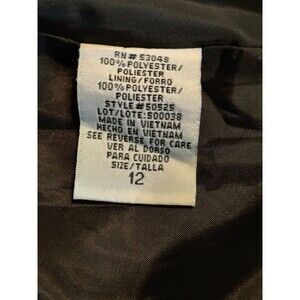 RN# 53048
100% POLYESTER/
POLIESTER
LINING/FORRO
100% POLYESTER/
POLIESTER
STYLE# 50525
LOT/LOTE: 500038
MADE IN VIETNAM
HECHO EN VIETNAM
SEE REVERSE FOR CARE
VER AL DORSO
PARA CUIDADO
SIZE/TALLA
12